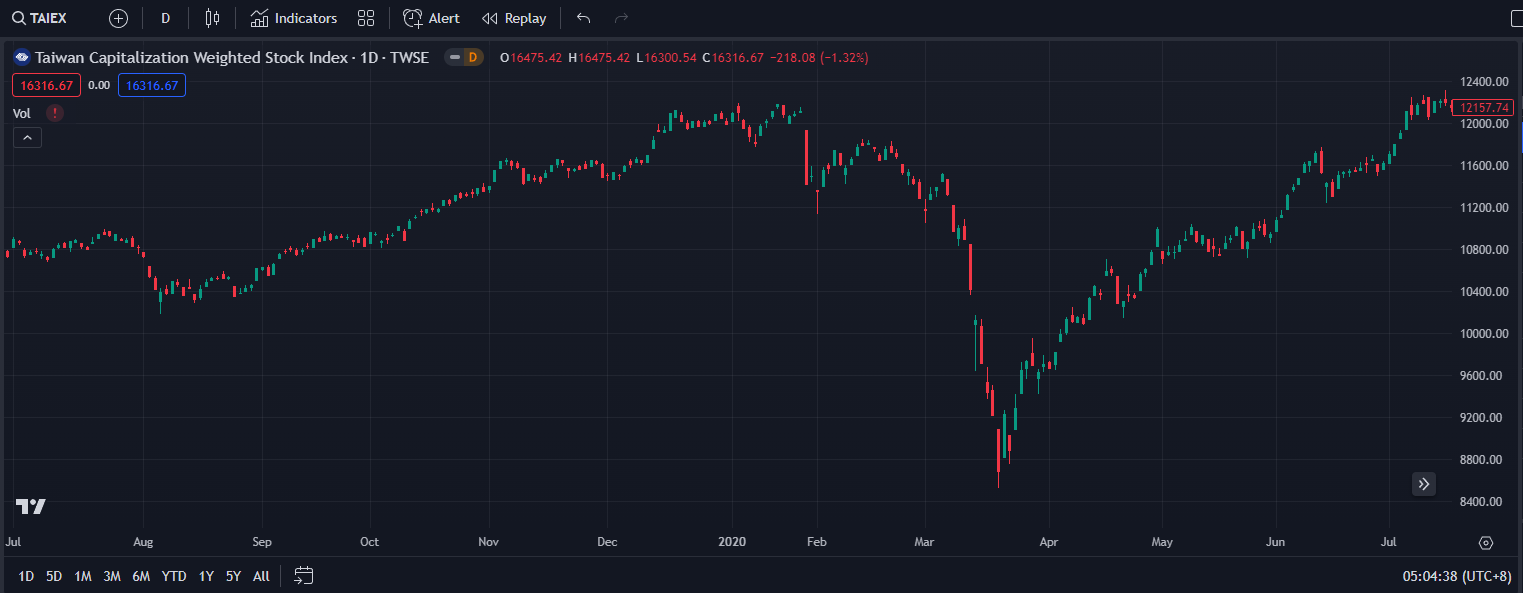 TAIEX D Indicators Alert Replay
Taiwan Capitalization Weighted Stock Index · 1D · TWSE D O16475.42 H16475.42 L16300.54 C16316.67 −218.08 (−1.32%)
16316.67 0.00 16316.67
Vol !
12400.00
12157.74
12000.00
11600.00
11200.00
10800.00
10400.00
10000.00
9600.00
9200.00
8800.00
8400.00
Jul Aug Sep Oct Nov Dec 2020 Feb Mar Apr May Jun Jul
1D 5D 1M 3M 6M YTD 1Y 5Y All 05:04:38 (UTC+8)